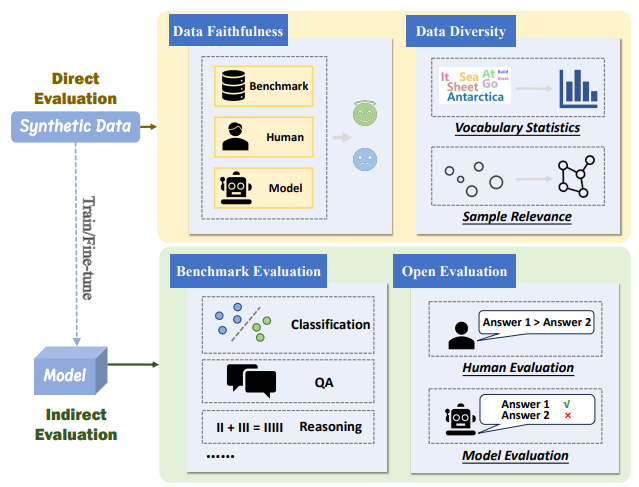 Data Faithfulness
Data Diversity
Direct
Evaluation
Synthetic Data
Benchmark
Human
Model
It Sea At Build
Sheet Go Break
Antarctica
Vocabulary Statistics
Sample Relevance
Train/Fine-tune
Benchmark Evaluation
Open Evaluation
Classification
QA
II + III = IIIII Reasoning
......
Answer 1 > Answer 2
Human Evaluation
Answer 1 √
Answer 2 ×
Model Evaluation
Model
Indirect
Evaluation